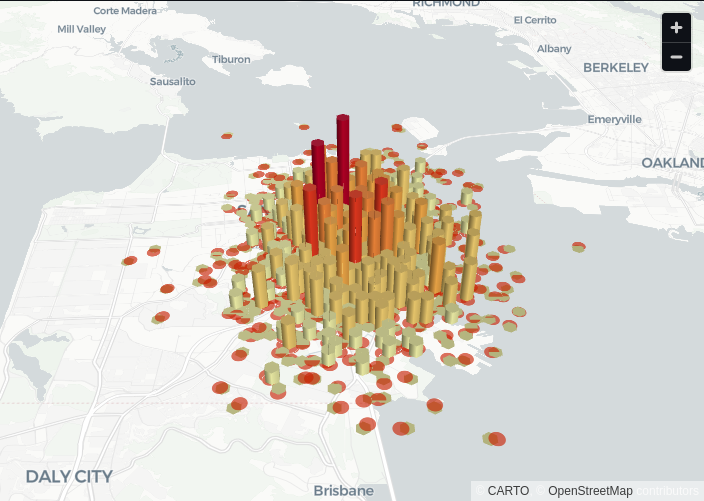 RICHMOND
Corte Madera
El Cerrito
Mill Valley
Albany
Tiburon
BERKELEY
Sausalito
Emeryville
OAKLAND
DALY CITY
Brisbane
CARTO
OpenStreetMap contributors